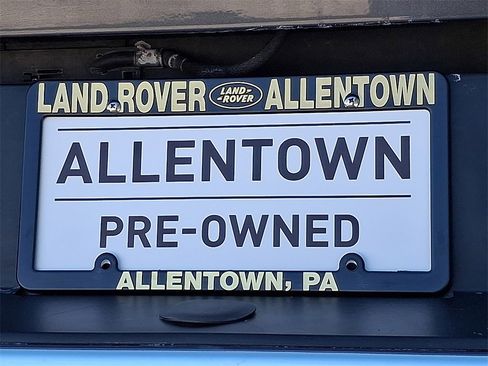 LAND ROVER LAND-ROVER ALLENTOWN
ALLENTOWN
PRE-OWNED
ALLENTOWN, PA